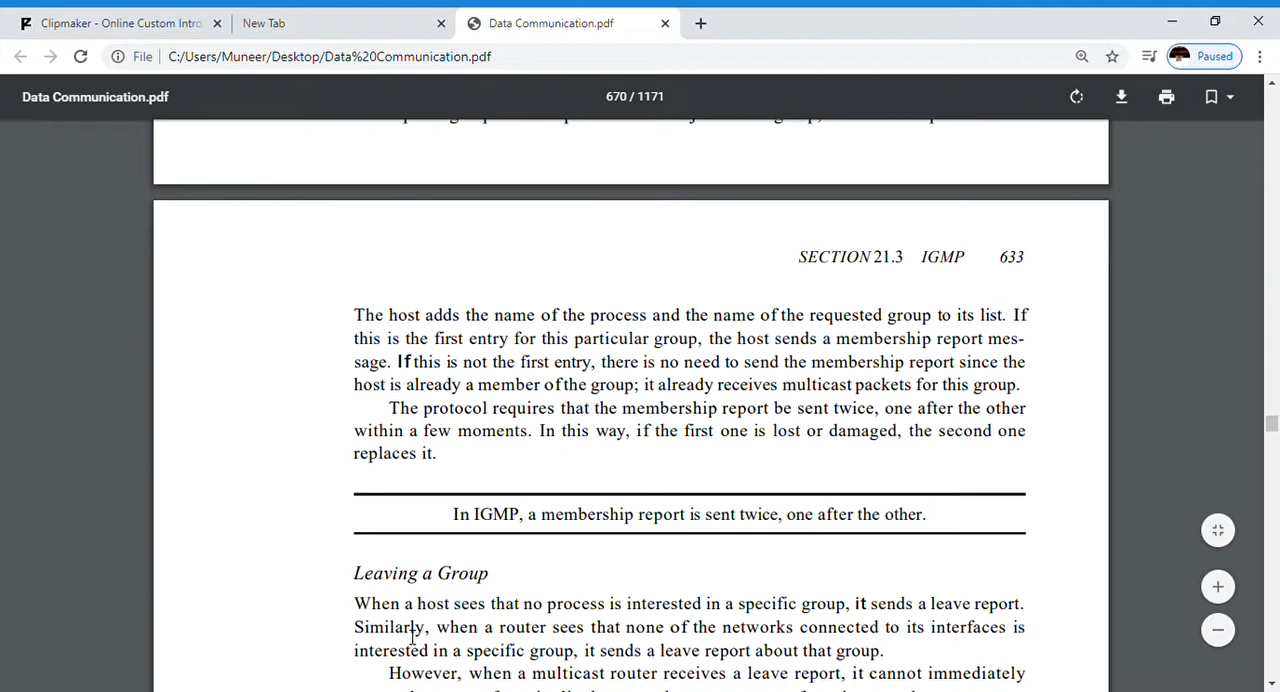 Clipmaker - Online Custom Intro
New Tab
Data Communication.pdf
File
C:/Users/Muneer/Desktop/Data%20Communication.pdf
Paused
Data Communication.pdf
670 / 1171
SECTION 21.3 IGMP 633
The host adds the name of the process and the name of the requested group to its list. If
this is the first entry for this particular group, the host sends a membership report mes-
sage. If this is not the first entry, there is no need to send the membership report since the
host is already a member of the group; it already receives multicast packets for this group.
The protocol requires that the membership report be sent twice, one after the other
within a few moments. In this way, if the first one is lost or damaged, the second one
replaces it.
In IGMP, a membership report is sent twice, one after the other.
Leaving a Group
When a host sees that no process is interested in a specific group, it sends a leave report.
Similarly, when a router sees that none of the networks connected to its interfaces is
interested in a specific group, it sends a leave report about that group.
However, when a multicast router receives a leave report, it cannot immediately